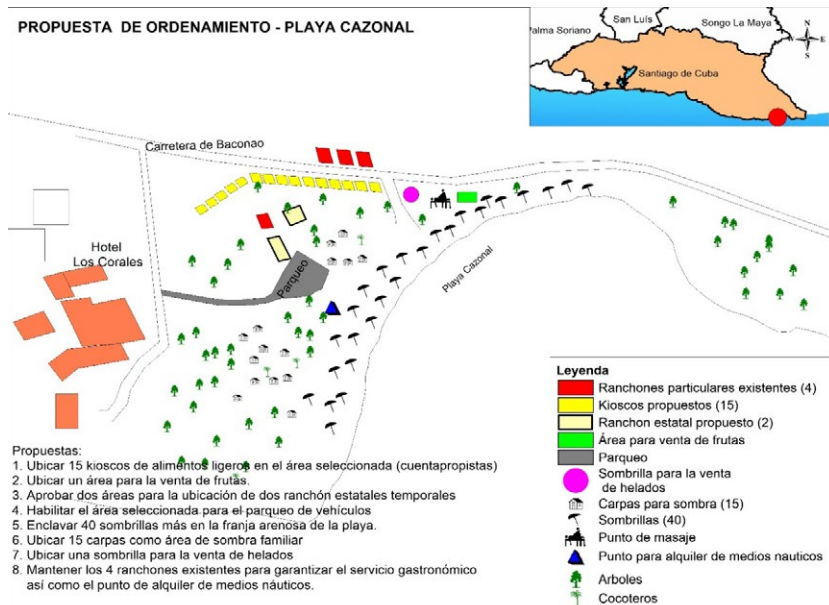 PROPUESTA DE ORDENAMIENTO - PLAYA CAZONAL
San Luís
Songo La Maya
Palma Soriano
Santiago de Cuba
N
W
E
S
Carretera de Baconao
Hotel
Los Corales
Parqueo
Playa Cazonal
Leyenda
Ranchones particulares existentes (4)
Kioscos propuestos (15)
Ranchon estatal propuesto (2)
Área para venta de frutas
Parqueo
Sombrilla para la venta
de helados
Carpas para sombra (15)
Sombrillas (40)
Punto de masaje
Punto para alquiler de medios nauticos
Arboles
Cocoteros
Propuestas:
1. Ubicar 15 kioscos de alimentos ligeros en el área seleccionada (cuentapropistas)
2. Ubicar un área para la venta de frutas.
3. Aprobar dos áreas para la ubicación de dos ranchón estatales temporales
4. Habilitar el área seleccionada para el parqueo de vehículos
5. Enclavar 40 sombrillas más en la franja arenosa de la playa.
6. Ubicar 15 carpas como área de sombra familiar
7. Ubicar una sombrilla para la venta de helados
8. Mantener los 4 ranchones existentes para garantizar el servicio gastronómico
así como el punto de alquiler de medios náuticos.